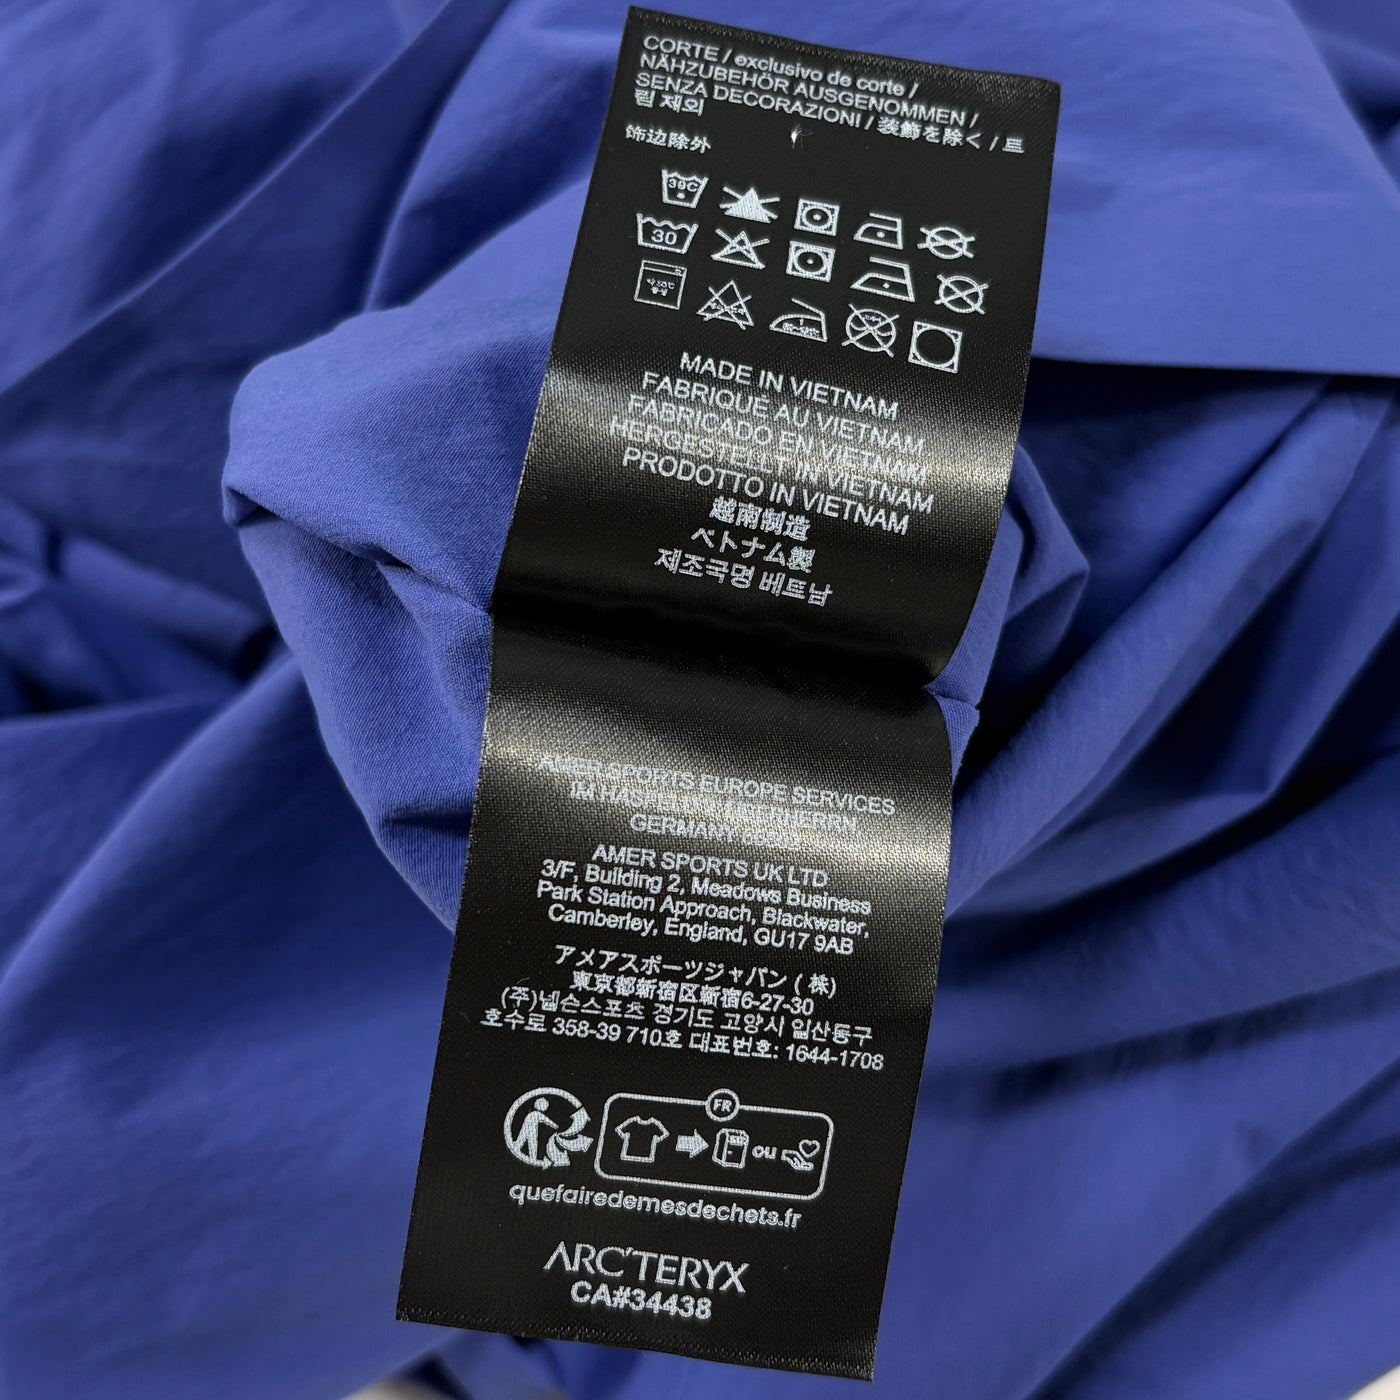 CORTE / exclusivo de corte /
NÄHZUBEHÖR AUSGENOMMEN /
SENZA DECORAZIONI / 装飾を除く / 트
림 제외
饰边除外
30C
30
MADE IN VIETNAM
FABRIQUÉ AU VIETNAM
FABRICADO EN VIETNAM
HERGESTELLT IN VIETNAM
PRODOTTO IN VIETNAM
越南制造
ベトナム製
제조국명 베트남
AMER SPORTS EUROPE SERVICES
IM HASPELFELD ABERHERRN
GERMANY
AMER SPORTS UK LTD
3/F, Building 2, Meadows Business
Park Station Approach, Blackwater,
Camberley, England, GU17 9AB
アメアスポーツジャパン (株)
東京都新宿区新宿6-27-30
(주)넬슨스포츠 경기도 고양시 일산동구
호수로 358-39 710호 대표번호: 1644-1708
FR
ou
quefairedemesdechets.fr
ARC'TERYX
CA#34438